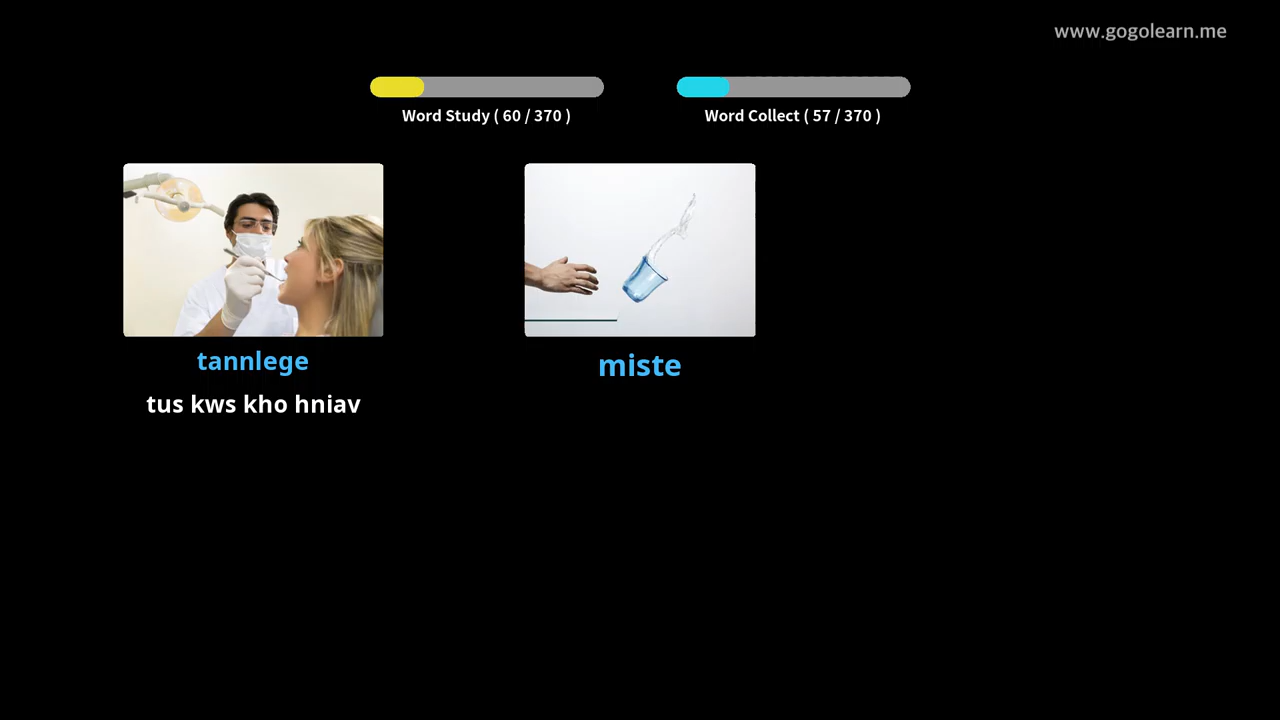 www.gogolearn.me
Word Study ( 60 / 370 )
Word Collect ( 57 / 370 )
tannlege
tus kws kho hniav
miste